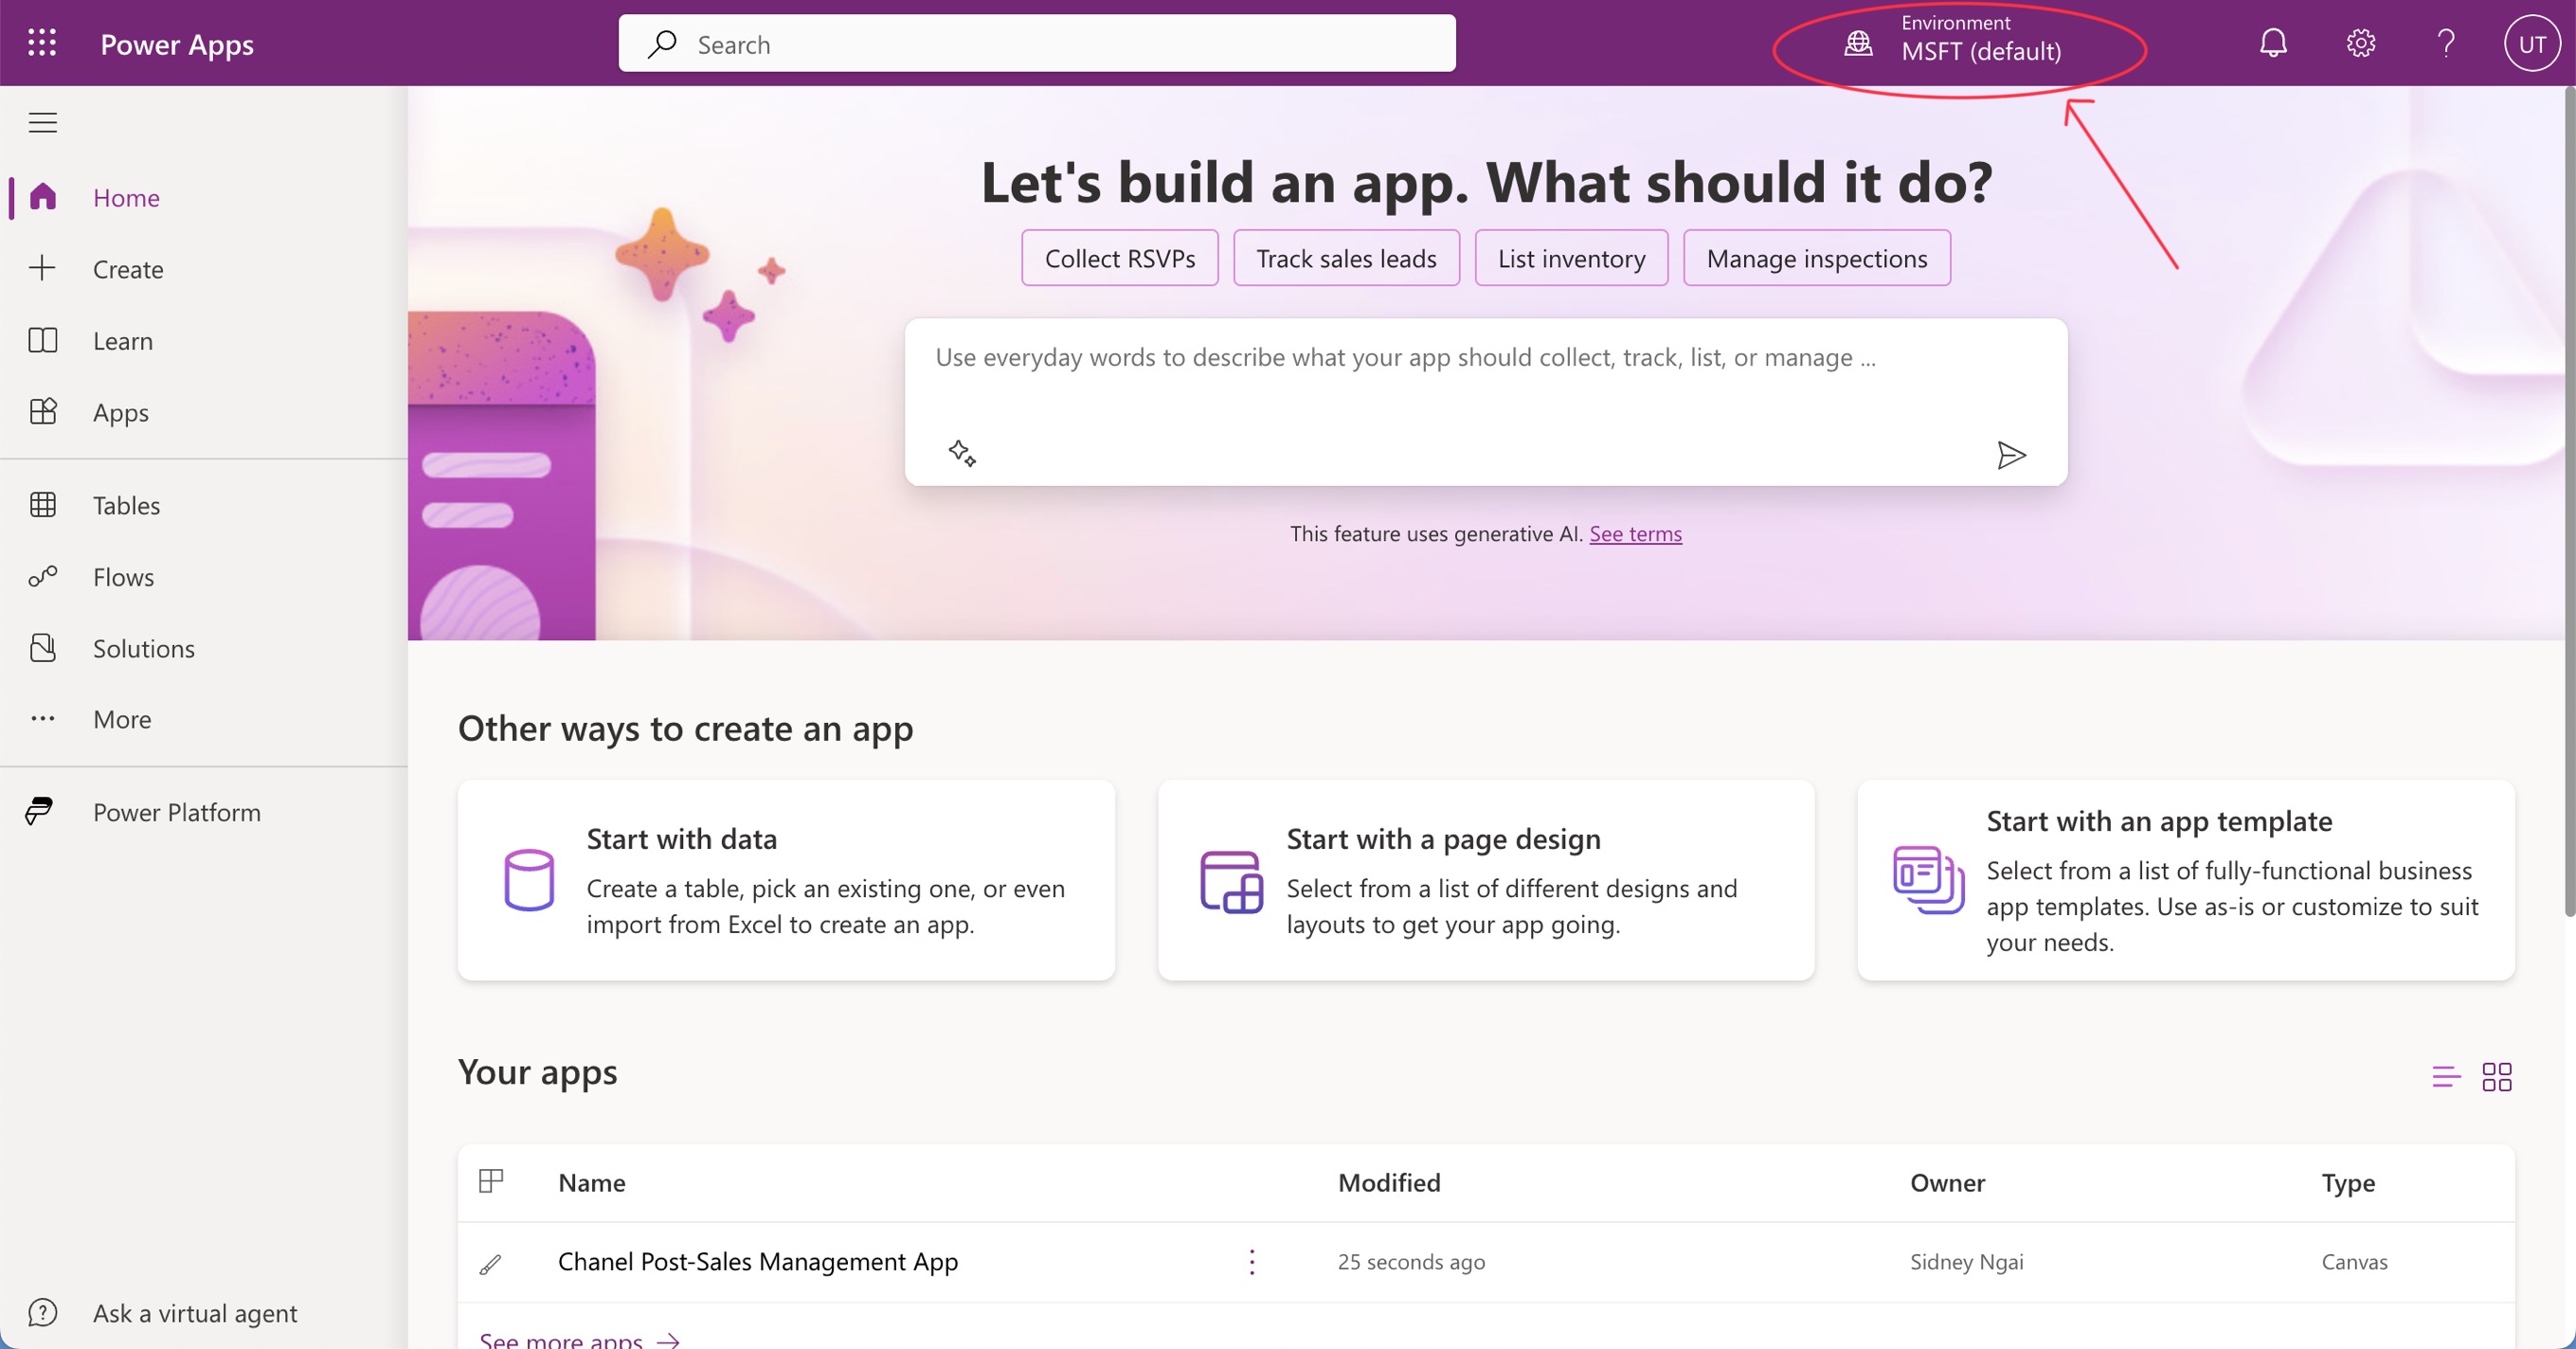 Power Apps
Search
Environment
MSFT (default)
?
UT
Home
Create
Learn
Apps
Tables
Flows
Solutions
More
Power Platform
Ask a virtual agent
Let's build an app. What should it do?
Collect RSVPs
Track sales leads
List inventory
Manage inspections
Use everyday words to describe what your app should collect, track, list, or manage ...
This feature uses generative AI. See terms
Other ways to create an app
Start with data
Create a table, pick an existing one, or even
import from Excel to create an app.
Start with a page design
Select from a list of different designs and
layouts to get your app going.
Start with an app template
Select from a list of fully-functional business
app templates. Use as-is or customize to suit
your needs.
Your apps
Name Modified Owner Type
Chanel Post-Sales Management App 25 seconds ago Sidney Ngai Canvas
See more apps →